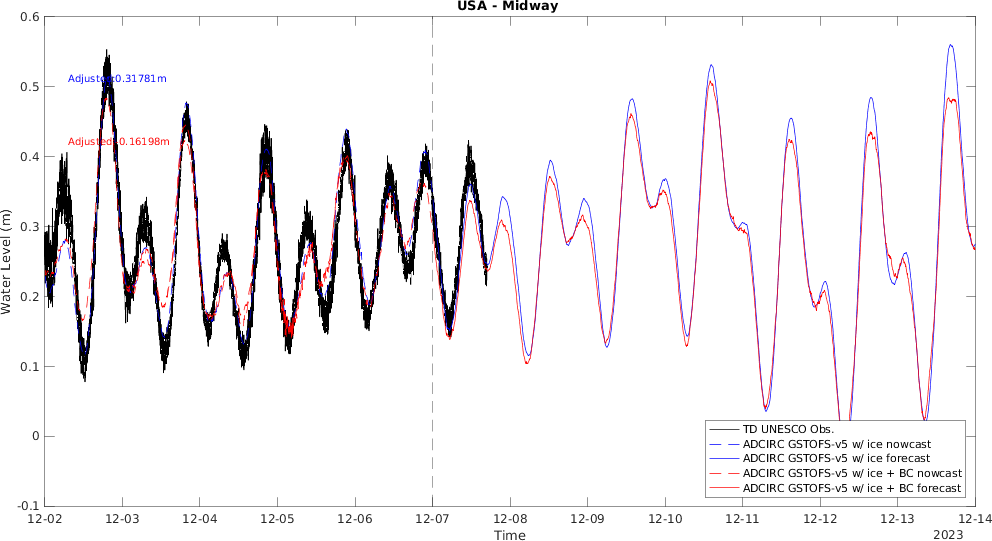 USA - Midway
0.6
0.5
0.4
0.3
0.2
0.1
0
-0.1
Water Level (m)
Adjusted:0.31781m
Adjusted:0.16198m
TD UNESCO Obs.
ADCIRC GSTOFS-v5 w/ ice nowcast
ADCIRC GSTOFS-v5 w/ ice forecast
ADCIRC GSTOFS-v5 w/ ice + BC nowcast
ADCIRC GSTOFS-v5 w/ ice + BC forecast
12-02 12-03 12-04 12-05 12-06 12-07 12-08 12-09 12-10 12-11 12-12 12-13 12-14
Time
2023